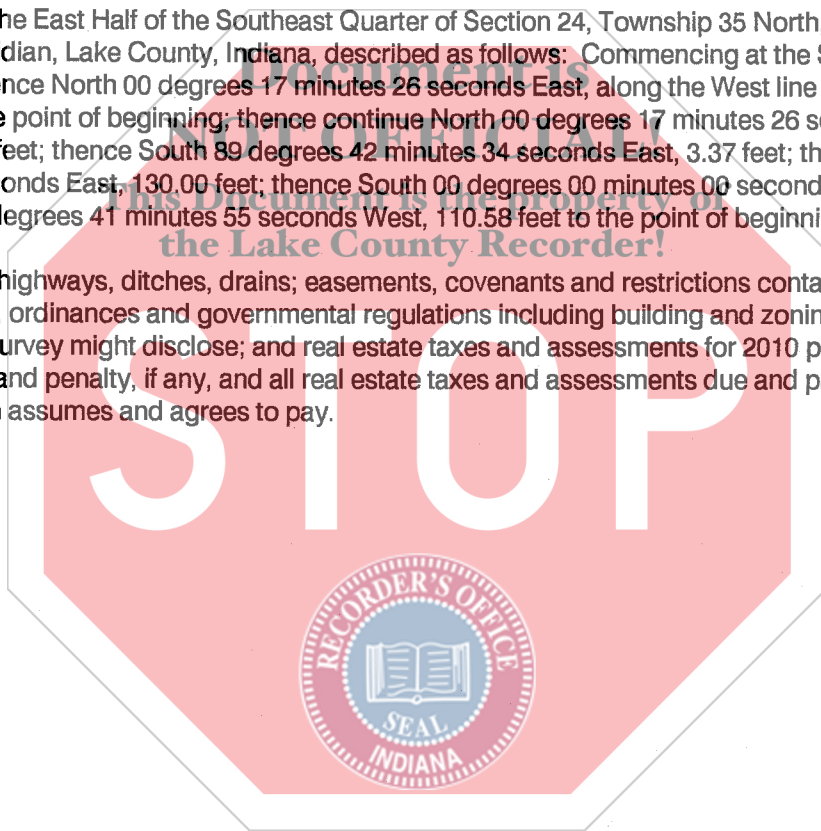 he East Half of the Southeast Quarter of Section 24, Township 35 North
dian, Lake County, Indiana, described as follows: Commencing at the S
nce North 00 degrees 17 minutes 26 seconds East, along the West line
e point of beginning; thence continue North 00 degrees 17 minutes 26 s
feet; thence South 89 degrees 42 minutes 34 seconds East, 3.37 feet; th
onds East, 130.00 feet; thence South 00 degrees 00 minutes 00 second
legrees 41 minutes 55 seconds West, 110.58 feet to the point of beginni
Document is
NOT OFFICIAL!
This Document is the property of
the Lake County Recorder!
highways, ditches, drains; easements, covenants and restrictions conta
ordinances and governmental regulations including building and zonin
urvey might disclose; and real estate taxes and assessments for 2010 p
and penalty, if any, and all real estate taxes and assessments due and p
assumes and agrees to pay.
STOP
RECORDER'S OFFICE
SEAL
INDIANA